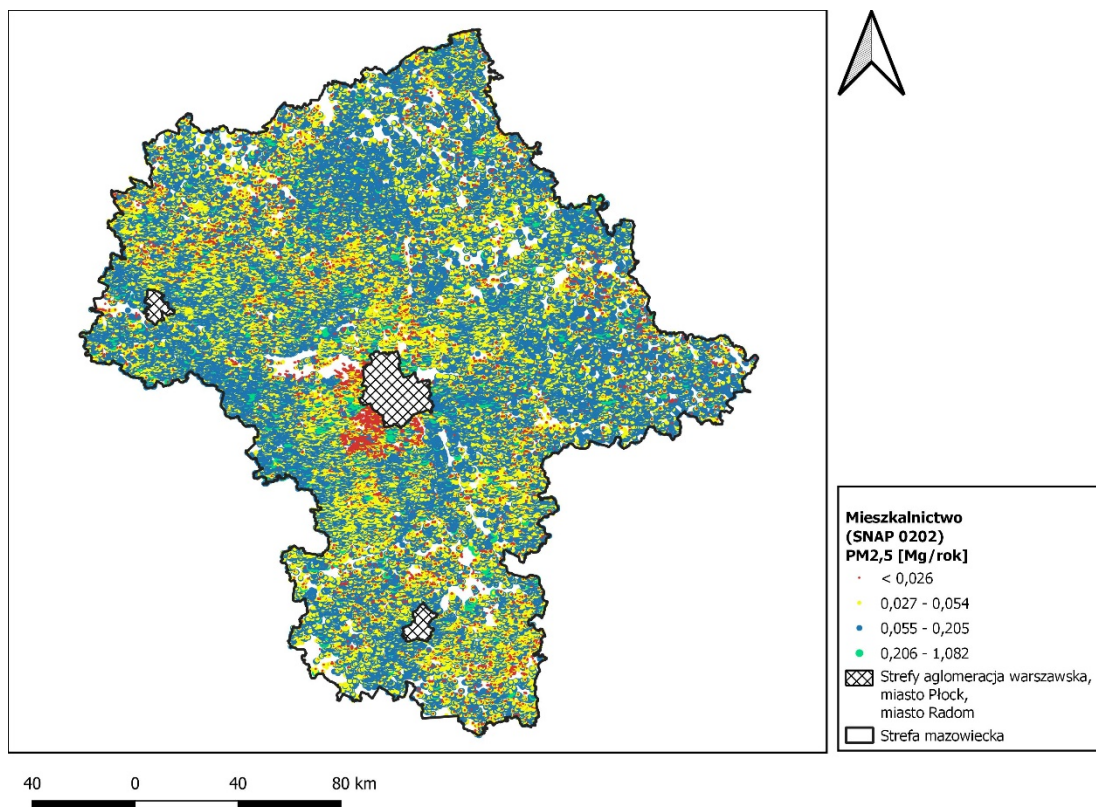 Mieszkalnictwo
(SNAP 0202)
PM2,5 [Mg/rok]
< 0,026
0,027 - 0,054
0,055 - 0,205
0,206 - 1,082
Strefy aglomeracja warszawska,
miasto Płock,
miasto Radom
Strefa mazowiecka
40 0 40 80 km